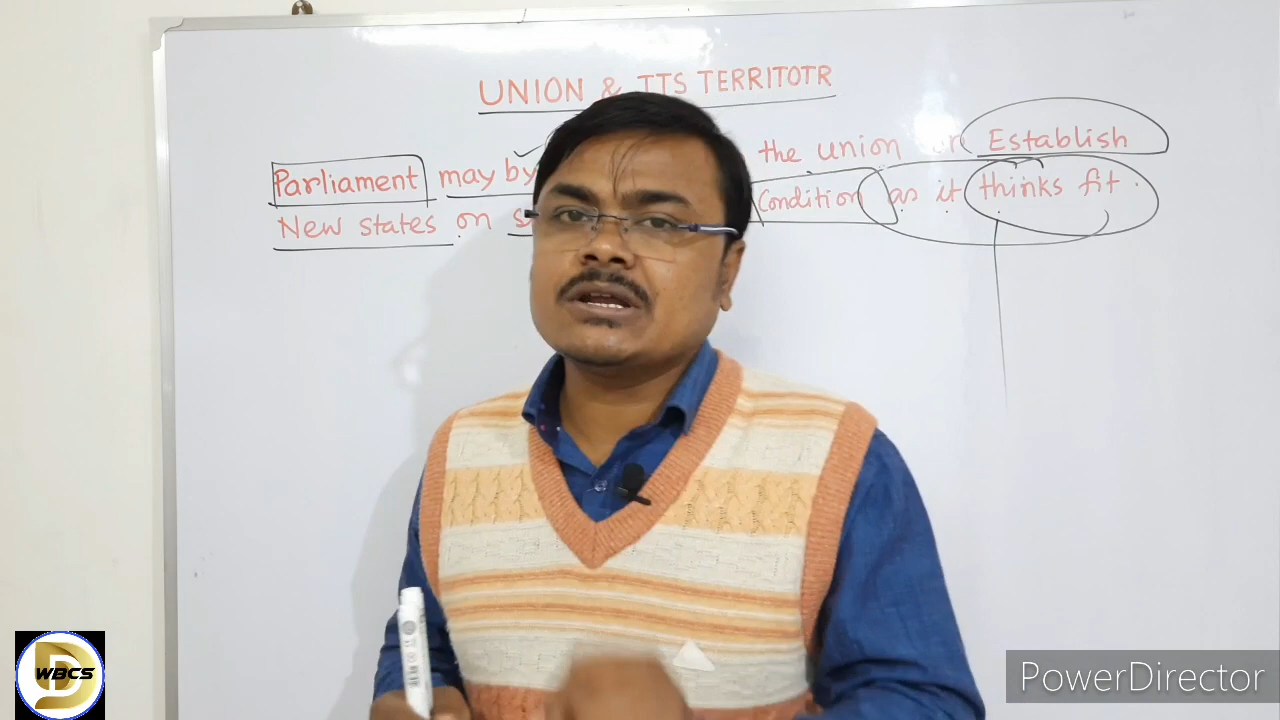 UNION & ITS TERRITOTR
Parliament may by the union or Establish
New states on Condition as it thinks fit.
WBCS
PowerDirector